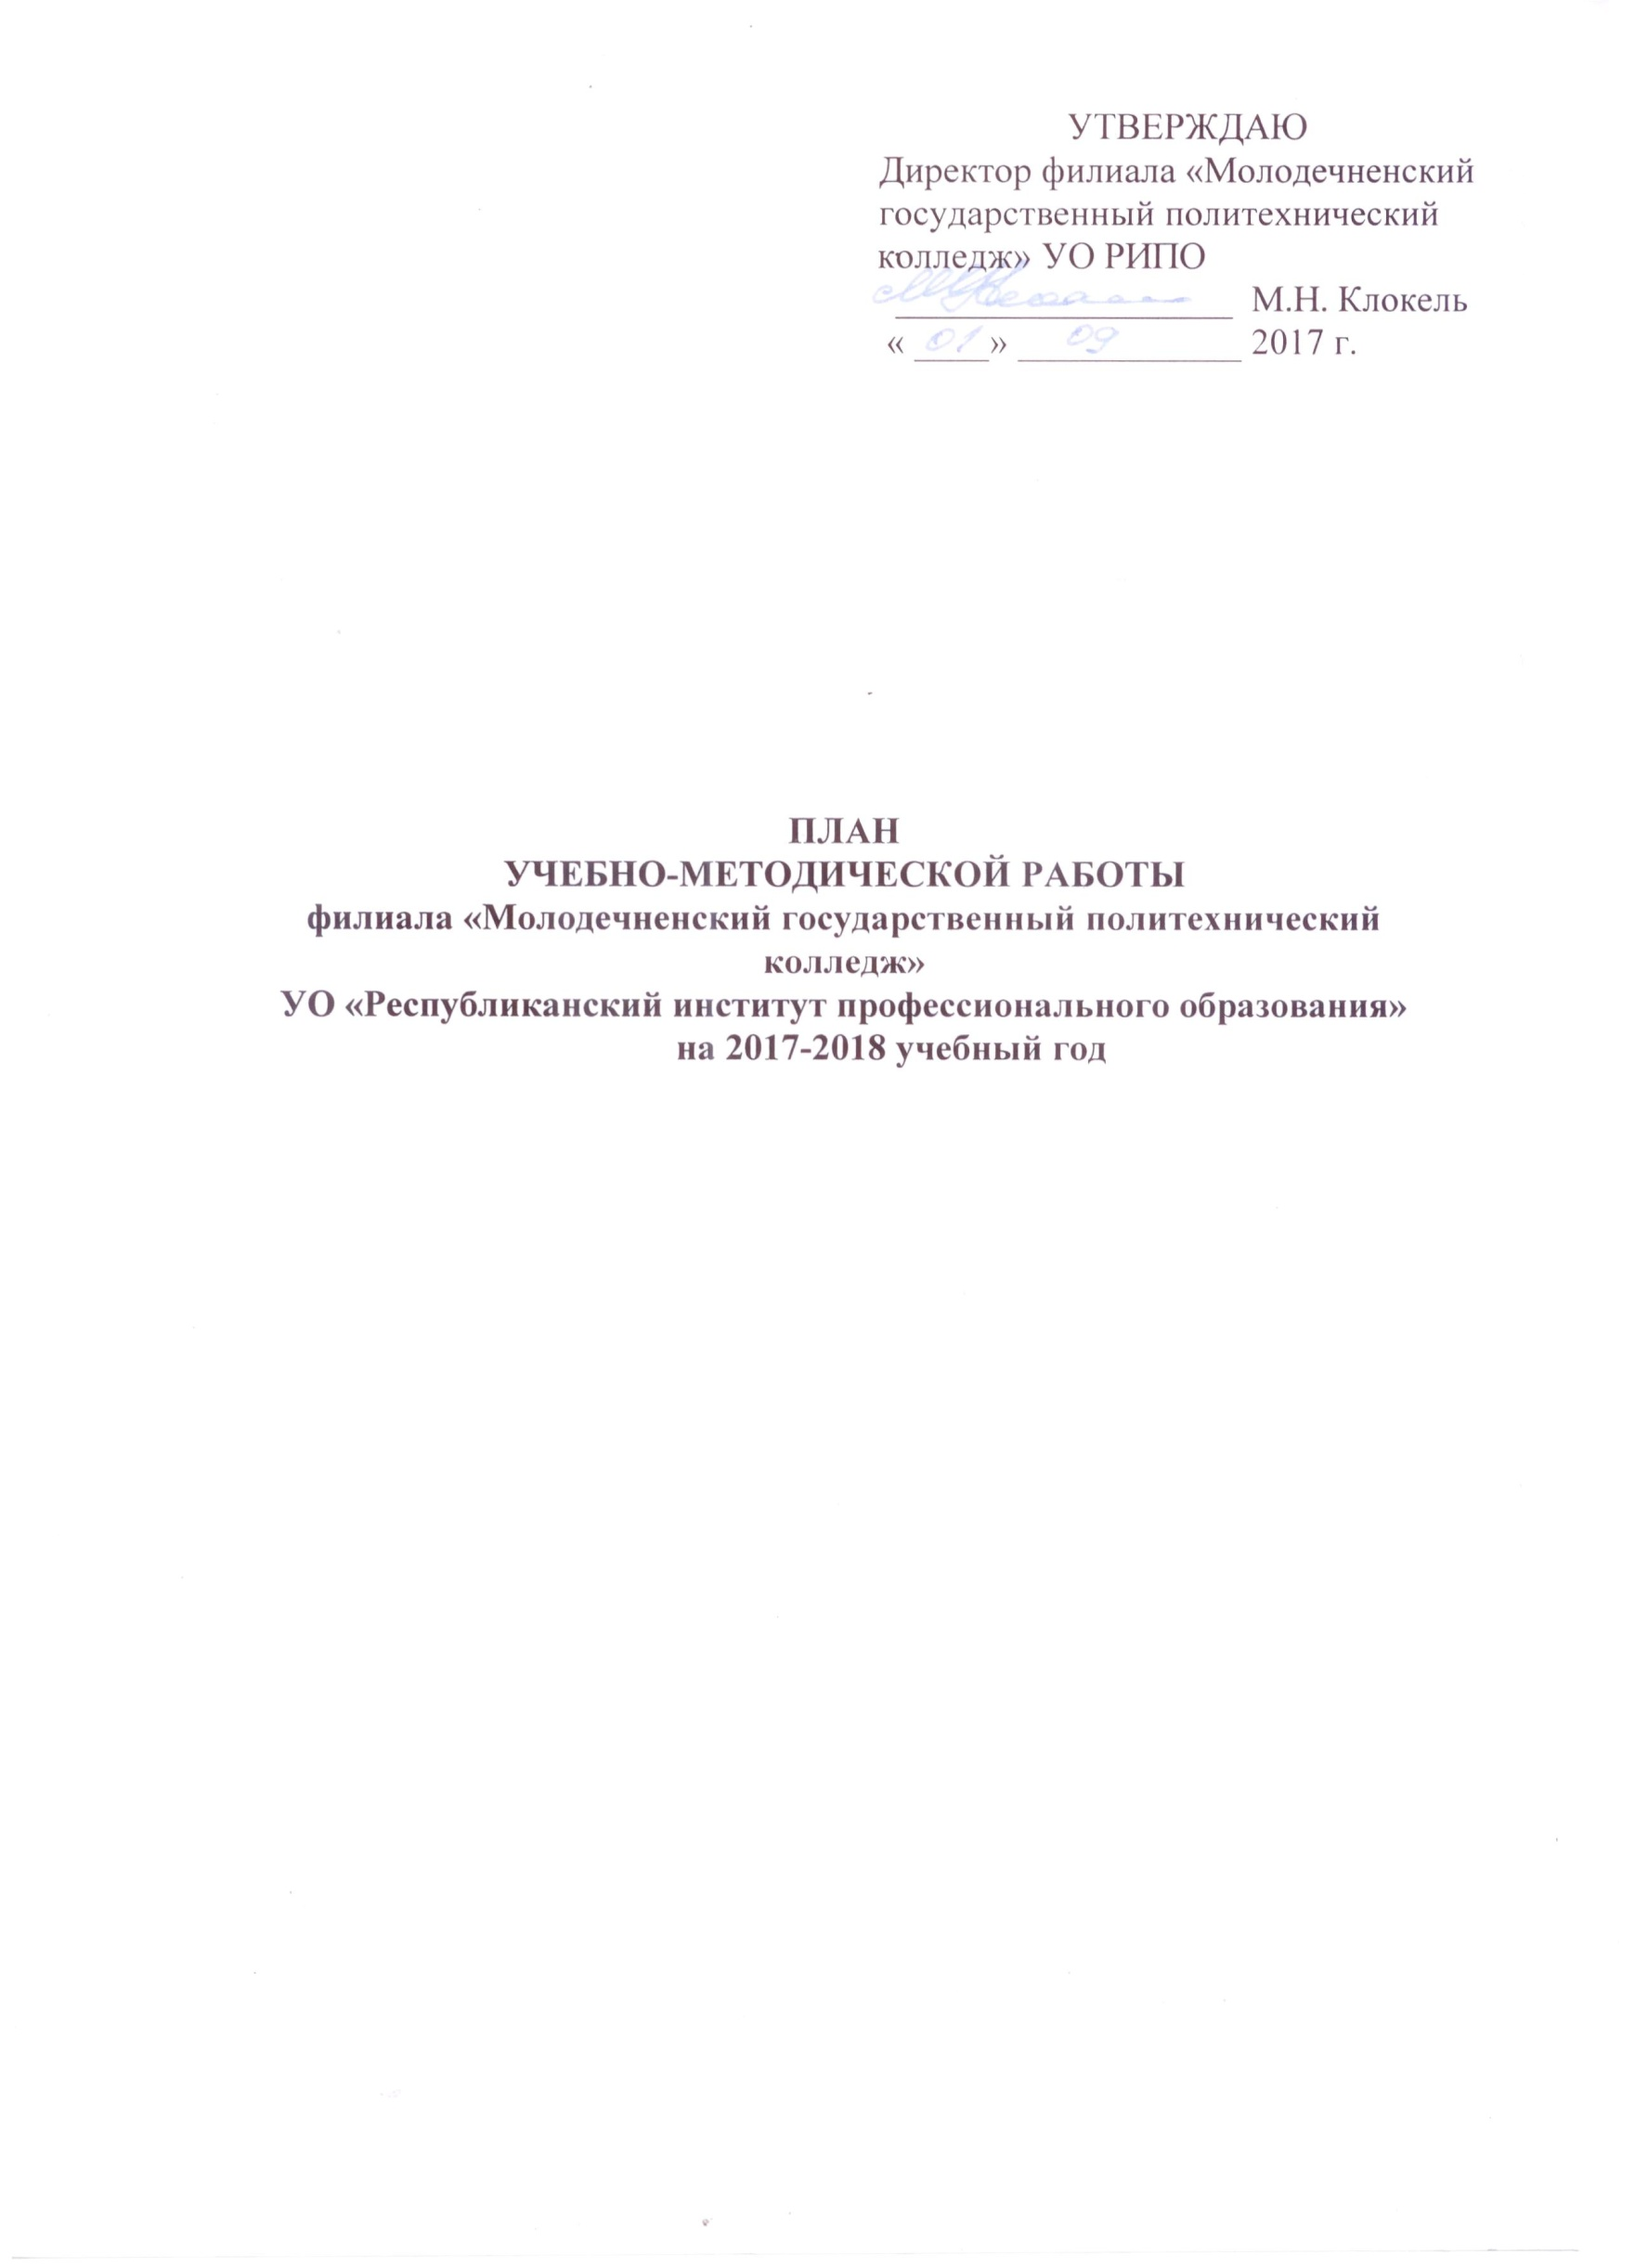 УТВЕРЖДАЮ
Директор филиала «Молодечненский
государственный политехнический
колледж» УО РИПО
М.Н. Клокель
« 01 » 09 2017 г.
ПЛАН
УЧЕБНО-МЕТОДИЧЕСКОЙ РАБОТЫ
филиала «Молодечненский государственный политехнический
колледж»
УО «Республиканский институт профессионального образования»
на 2017-2018 учебный год